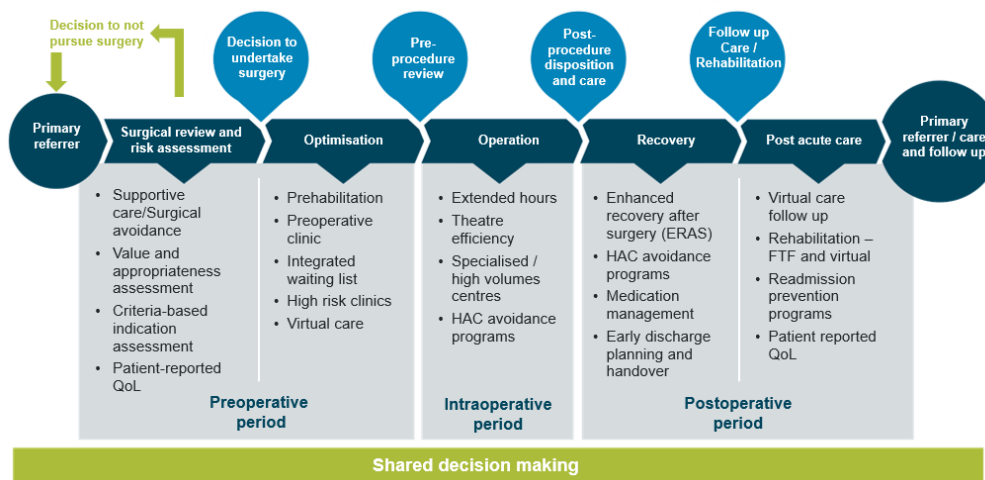 Decision to not
pursue surgery
Decision to
undertake
surgery
Pre-
procedure
review
Post-
procedure
disposition
and care
Follow up
Care /
Rehabilitation
Primary
referrer
Surgical review and
risk assessment
Optimisation
Operation
Recovery
Post acute care
Primary
referrer / care
and follow up
• Supportive
care/Surgical
avoidance
• Value and
appropriateness
assessment
• Criteria-based
indication
assessment
• Patient-reported
QoL
• Prehabilitation
• Preoperative
clinic
• Integrated
waiting list
• High risk clinics
• Virtual care
• Extended hours
• Theatre
efficiency
• Specialised /
high volumes
centres
• HAC avoidance
programs
• Enhanced
recovery after
surgery (ERAS)
• HAC avoidance
programs
• Medication
management
• Early discharge
planning and
handover
• Virtual care
follow up
• Rehabilitation –
FTF and virtual
• Readmission
prevention
programs
• Patient reported
QoL
Preoperative
period
Intraoperative
period
Postoperative
period
Shared decision making